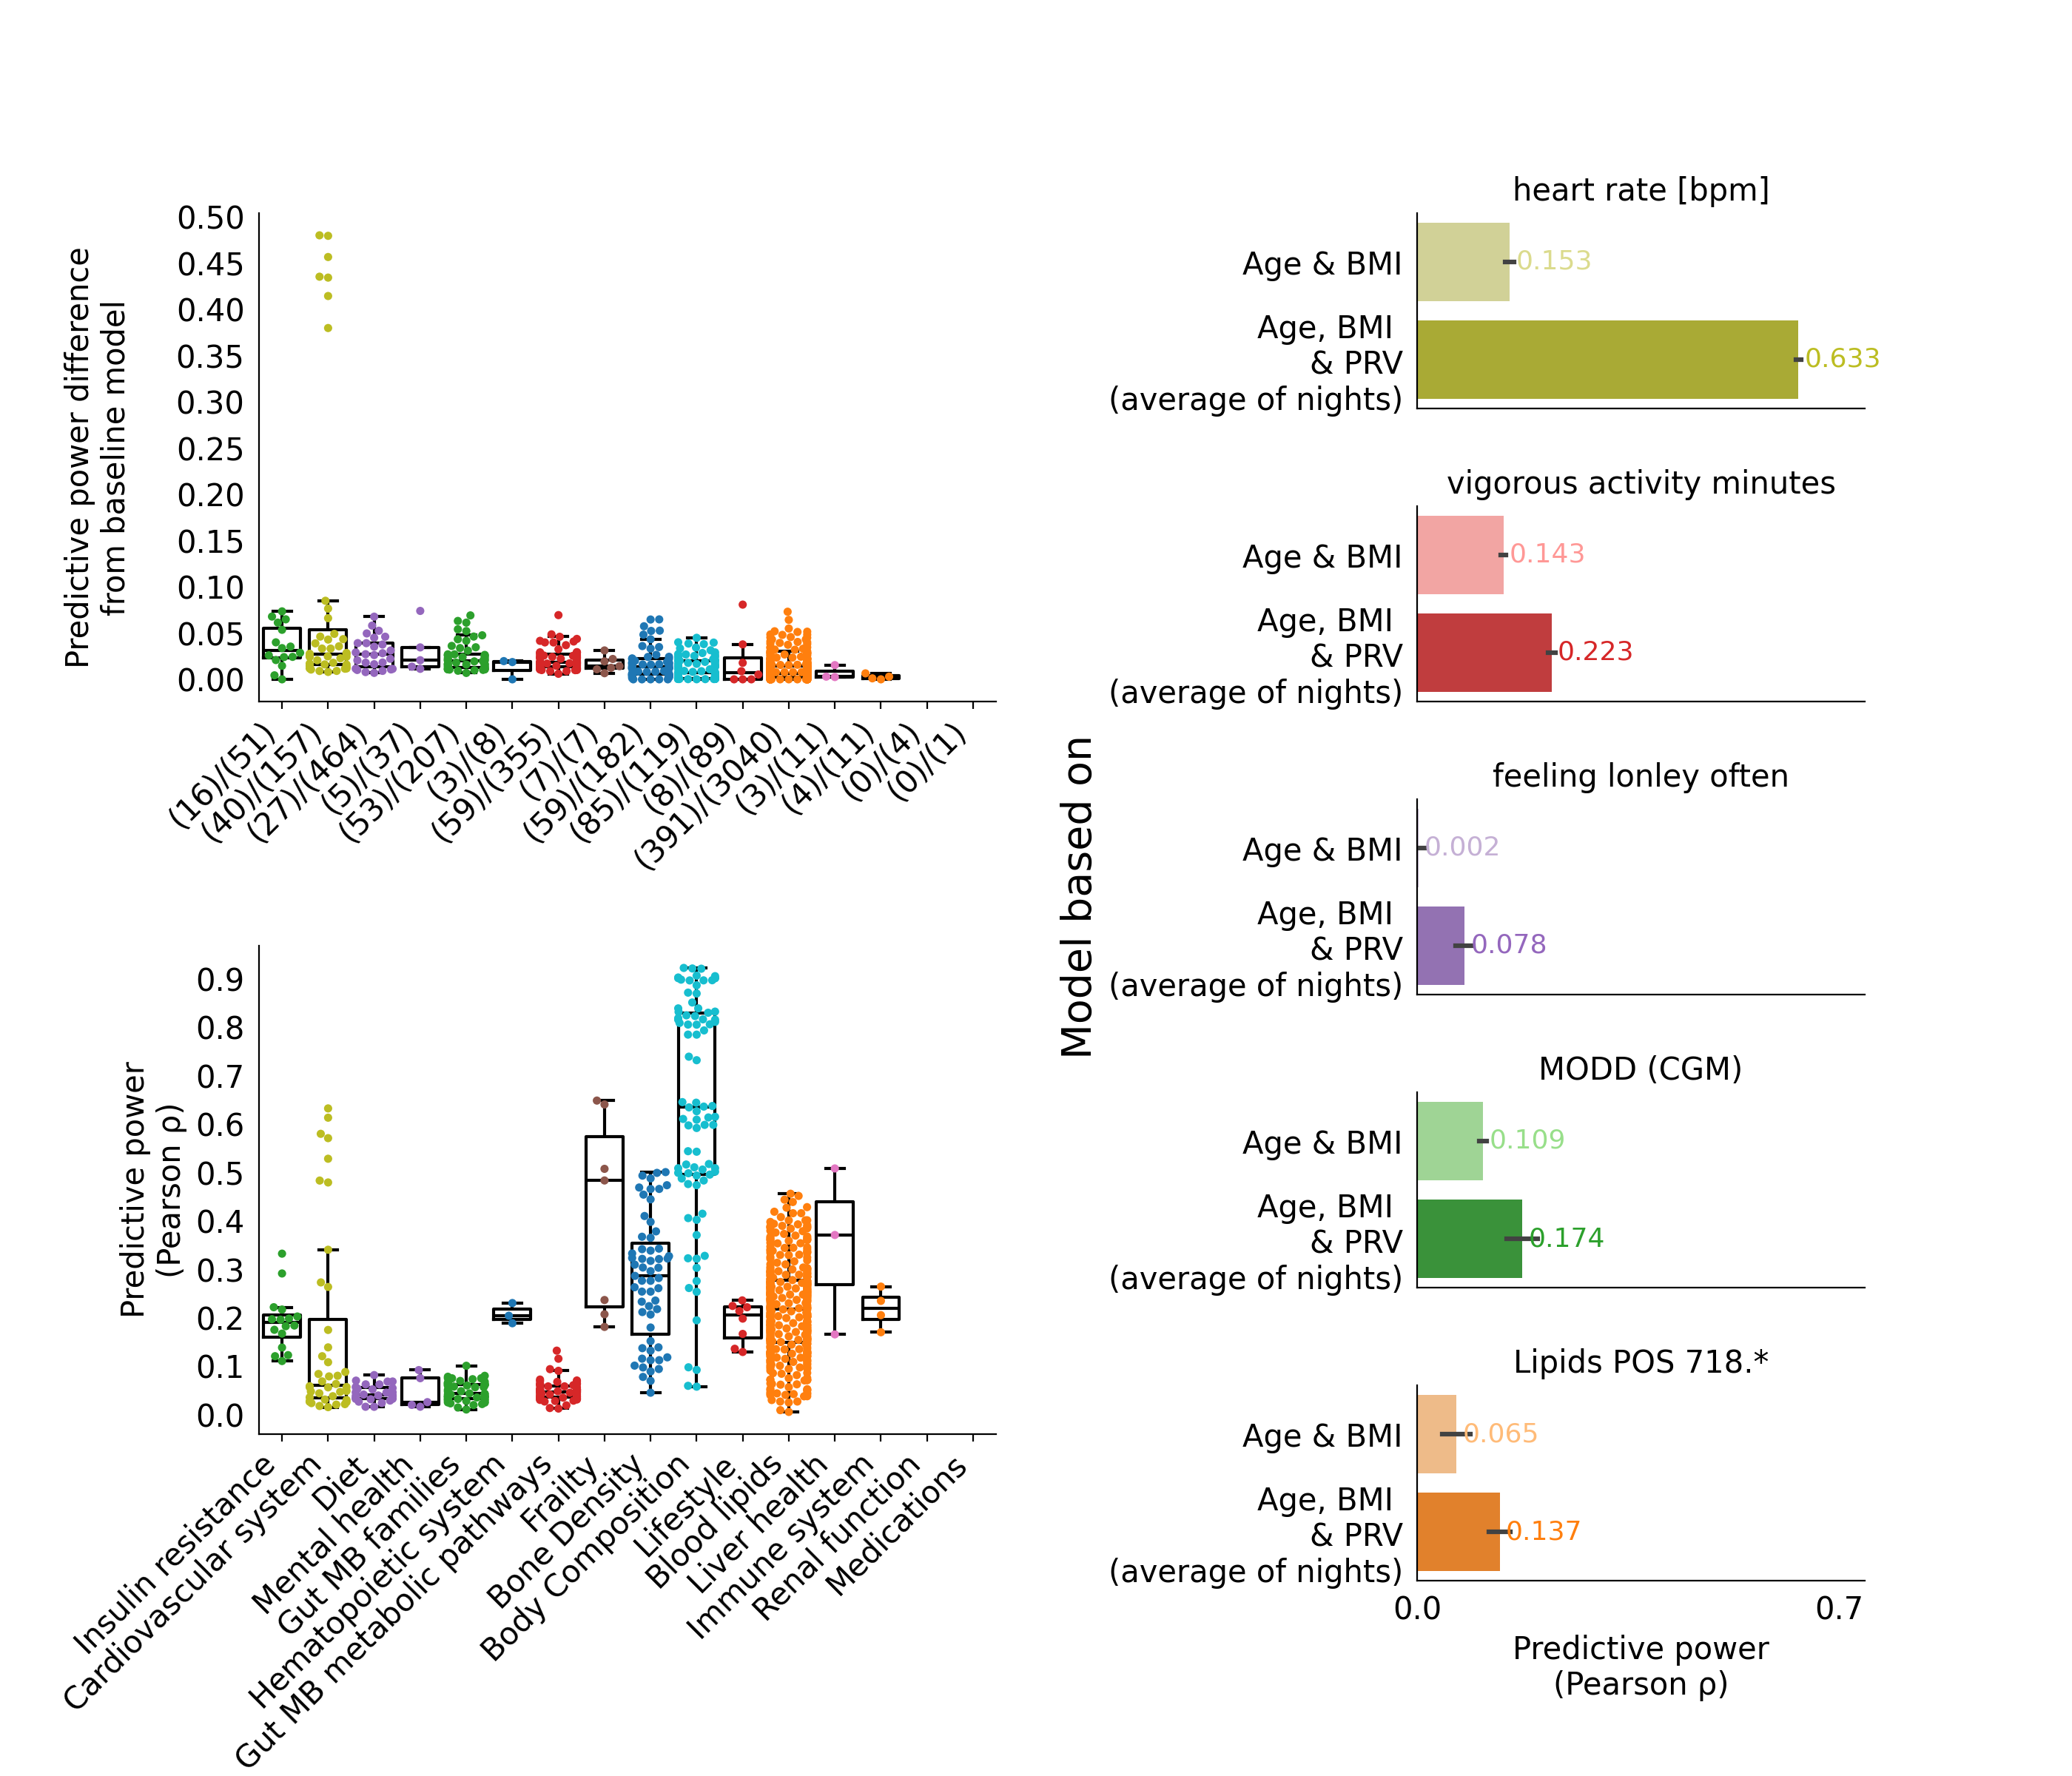 Predictive power difference
from baseline model
0.50
0.45
0.40
0.35
0.30
0.25
0.20
0.15
0.10
0.05
0.00
(16)/(51)
(40)/(157)
(27)/(464)
(5)/(37)
(53)/(207)
(3)/(8)
(59)/(355)
(7)/(7)
(59)/(182)
(85)/(119)
(8)/(89)
(391)/(3040)
(3)/(11)
(4)/(11)
(0)/(4)
(0)/(1)
Predictive power
(Pearson ρ)
0.9
0.8
0.7
0.6
0.5
0.4
0.3
0.2
0.1
0.0
Insulin resistance
Cardiovascular system
Diet
Mental health
Gut MB families
Hematopoietic system
Gut MB metabolic pathways
Frailty
Bone Density
Body Composition
Lifestyle
Blood lipids
Liver health
Immune system
Renal function
Medications
Model based on
heart rate [bpm]
Age & BMI
0.153
Age, BMI
& PRV
(average of nights)
0.633
vigorous activity minutes
Age & BMI
0.143
Age, BMI
& PRV
(average of nights)
0.223
feeling lonley often
Age & BMI
0.002
Age, BMI
& PRV
(average of nights)
0.078
MODD (CGM)
Age & BMI
0.109
Age, BMI
& PRV
(average of nights)
0.174
Lipids POS 718.*
Age & BMI
0.065
Age, BMI
& PRV
(average of nights)
0.137
0.0
0.7
Predictive power
(Pearson ρ)